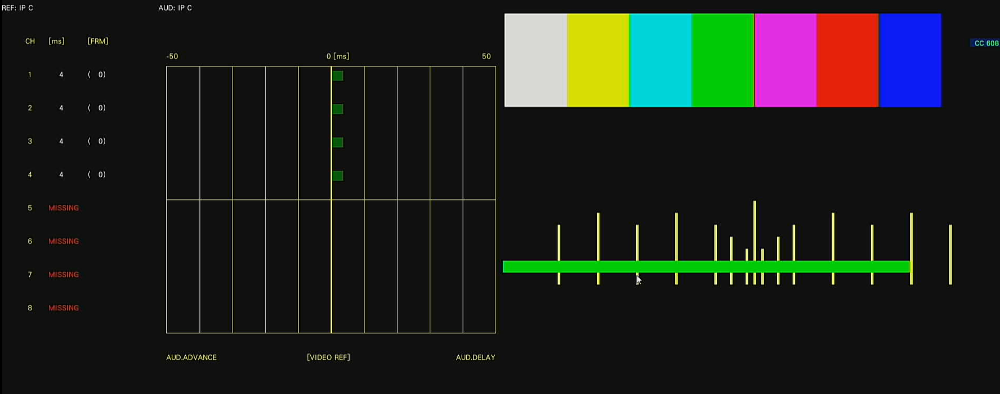 REF: IP C
AUD: IP C
CC 608
CH [ms] [FRM]
-50 0 [ms] 50
1 4 ( 0)
2 4 ( 0)
3 4 ( 0)
4 4 ( 0)
5 MISSING
6 MISSING
7 MISSING
8 MISSING
AUD.ADVANCE [VIDEO REF] AUD.DELAY